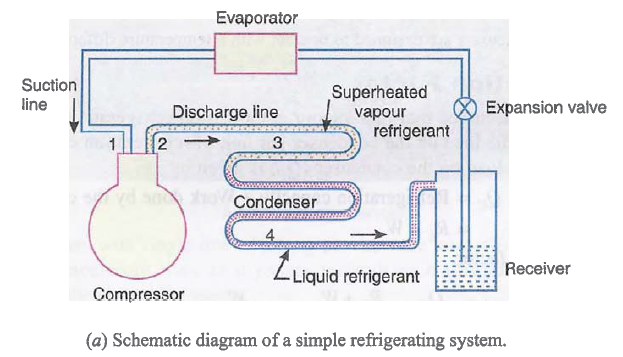 Evaporator
Suction
line
Discharge line
Superheated
vapour
refrigerant
Expansion valve
1
2
3
Condenser
4
Liquid refrigerant
Receiver
Compressor
(a) Schematic diagram of a simple refrigerating system.